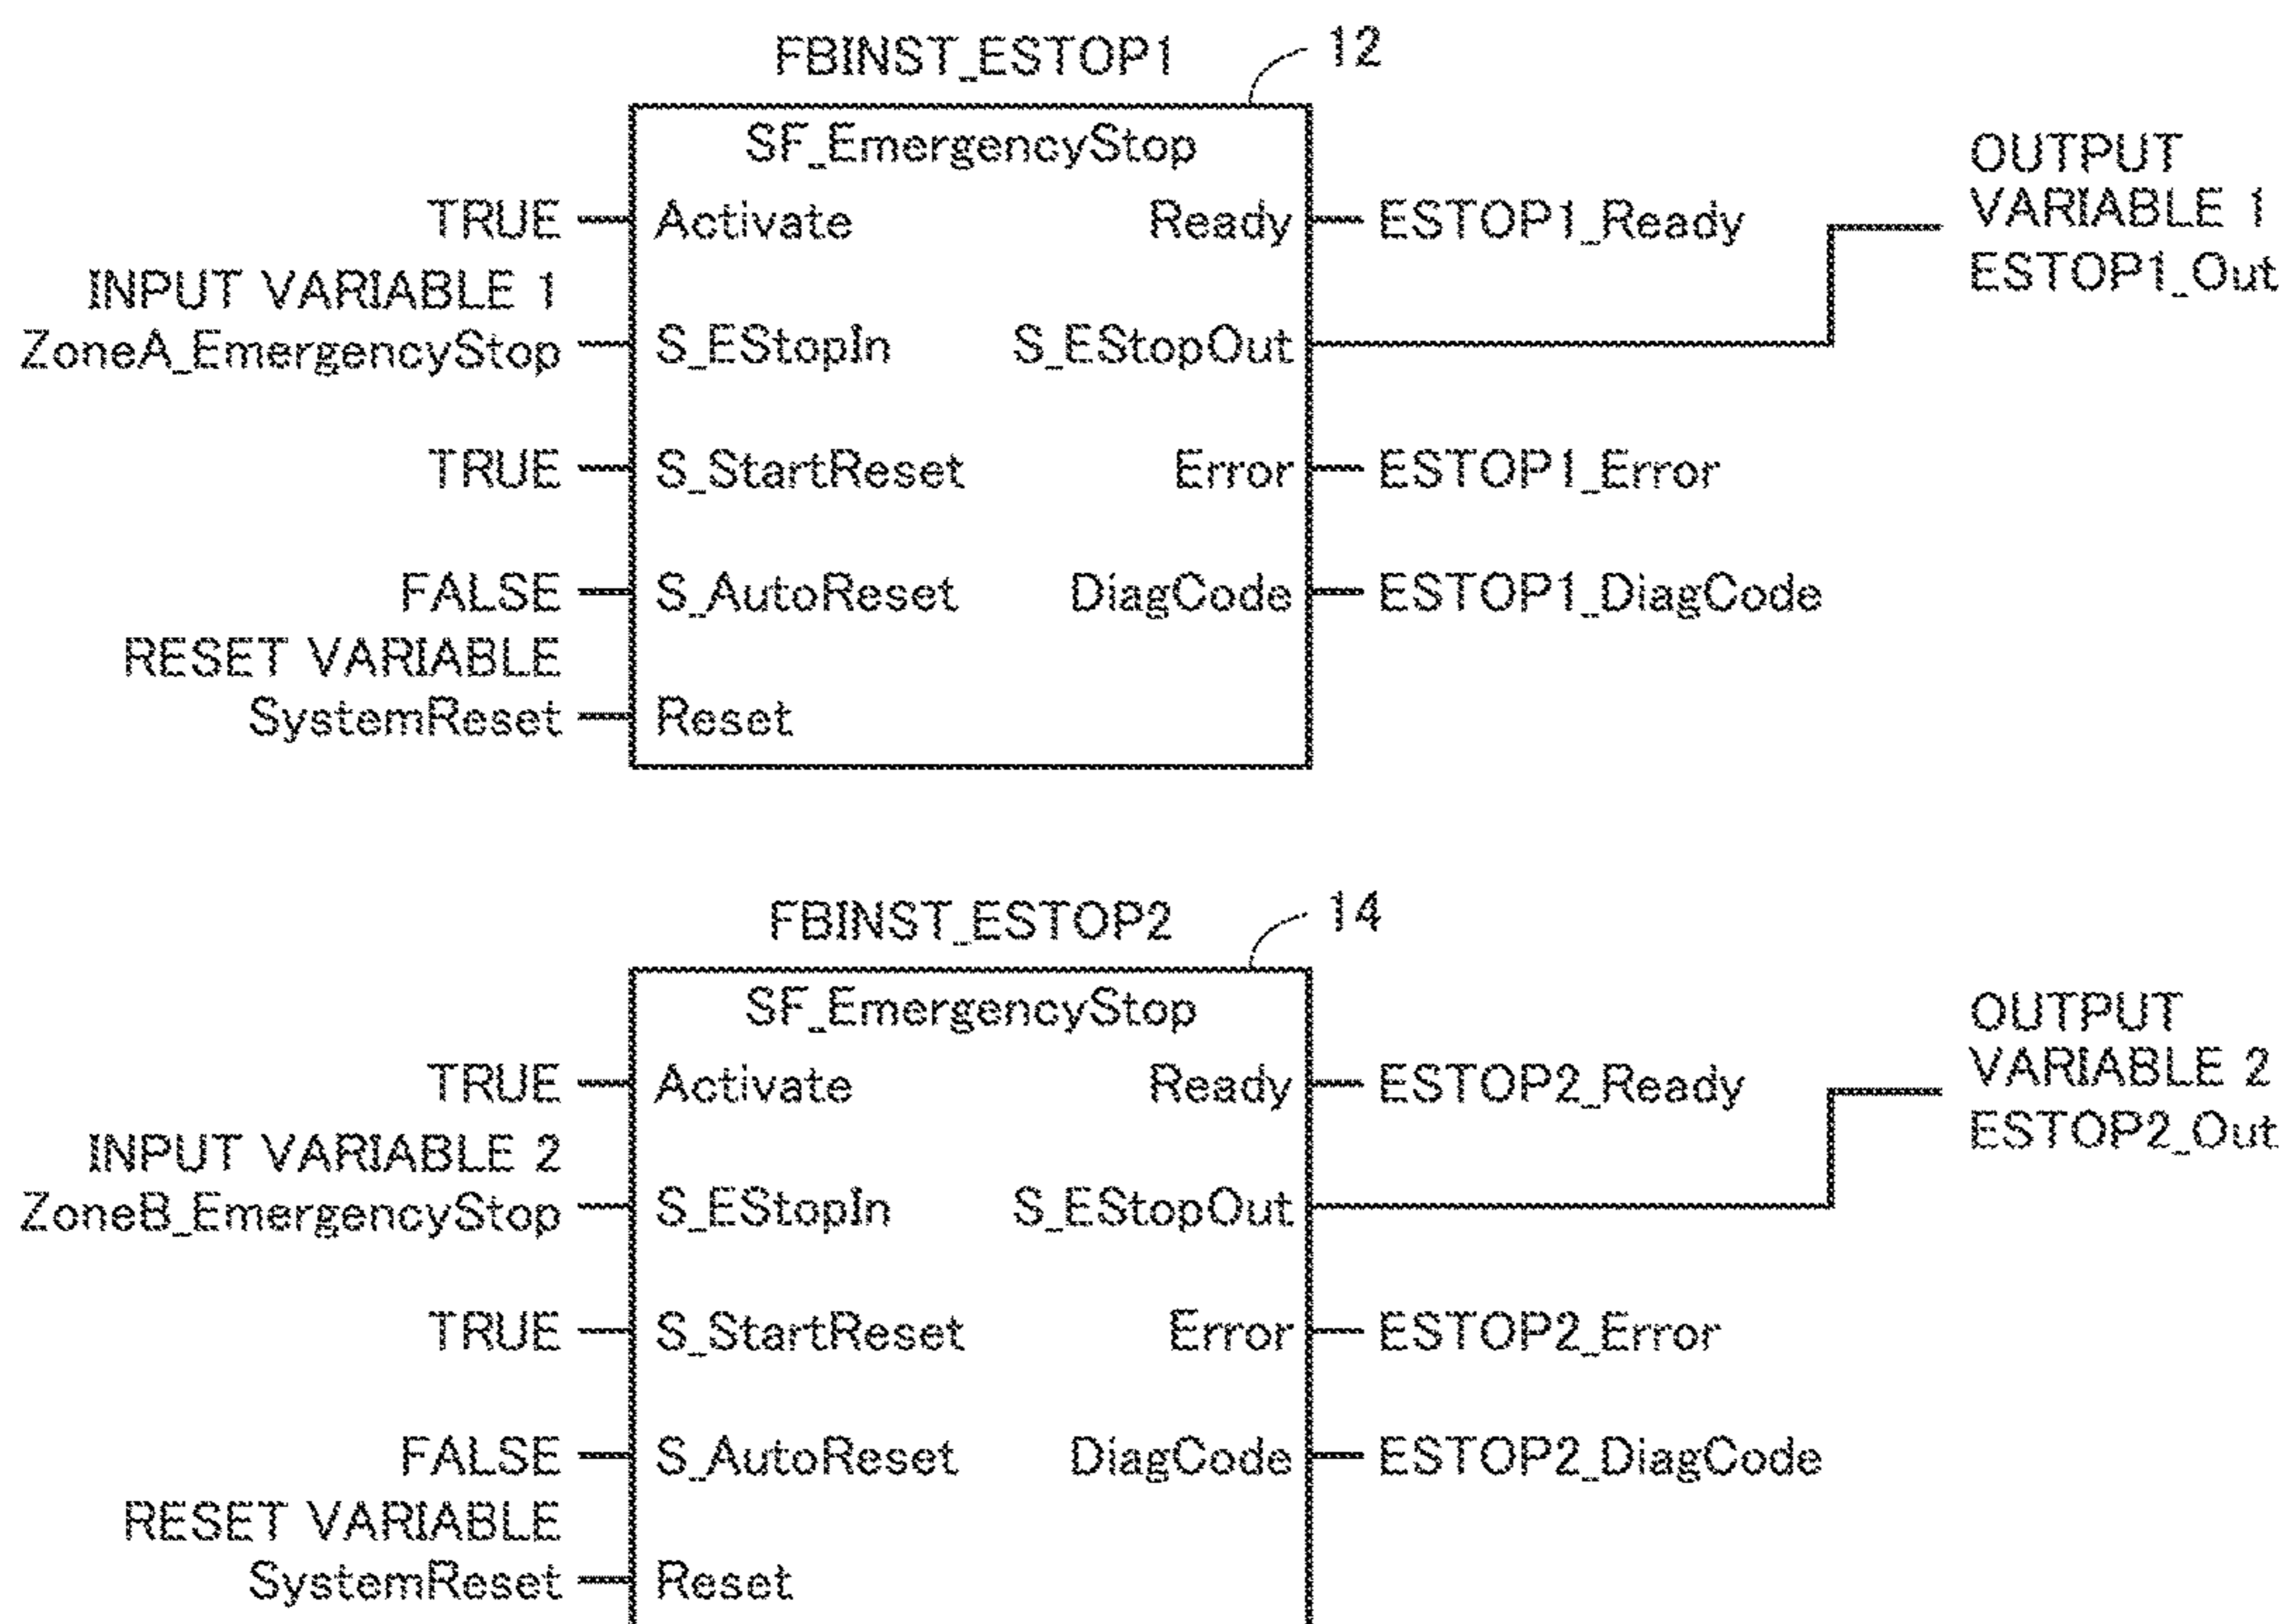 FBINST_ESTOP1 12
SF_EmergencyStop
TRUE Activate Ready ESTOP1_Ready
OUTPUT
VARIABLE 1
ESTOP1_Out
INPUT VARIABLE 1
ZoneA_EmergencyStop S_EStopIn S_EStopOut
TRUE S_StartReset Error ESTOP1_Error
FALSE S_AutoReset DiagCode ESTOP1_DiagCode
RESET VARIABLE
SystemReset Reset
FBINST_ESTOP2 14
SF_EmergencyStop
TRUE Activate Ready ESTOP2_Ready
OUTPUT
VARIABLE 2
ESTOP2_Out
INPUT VARIABLE 2
ZoneB_EmergencyStop S_EStopIn S_EStopOut
TRUE S_StartReset Error ESTOP2_Error
FALSE S_AutoReset DiagCode ESTOP2_DiagCode
RESET VARIABLE
SystemReset Reset